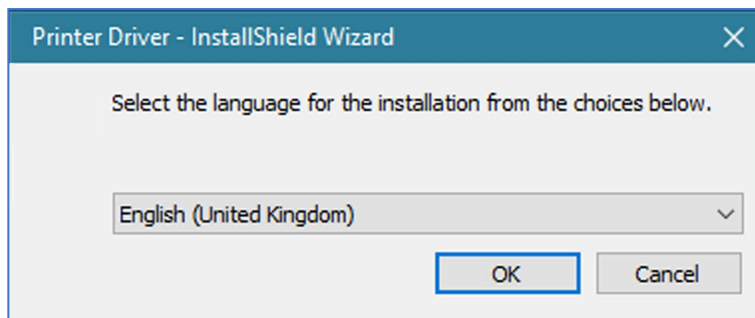 Printer Driver - InstallShield Wizard
Select the language for the installation from the choices below.
English (United Kingdom)
OK
Cancel